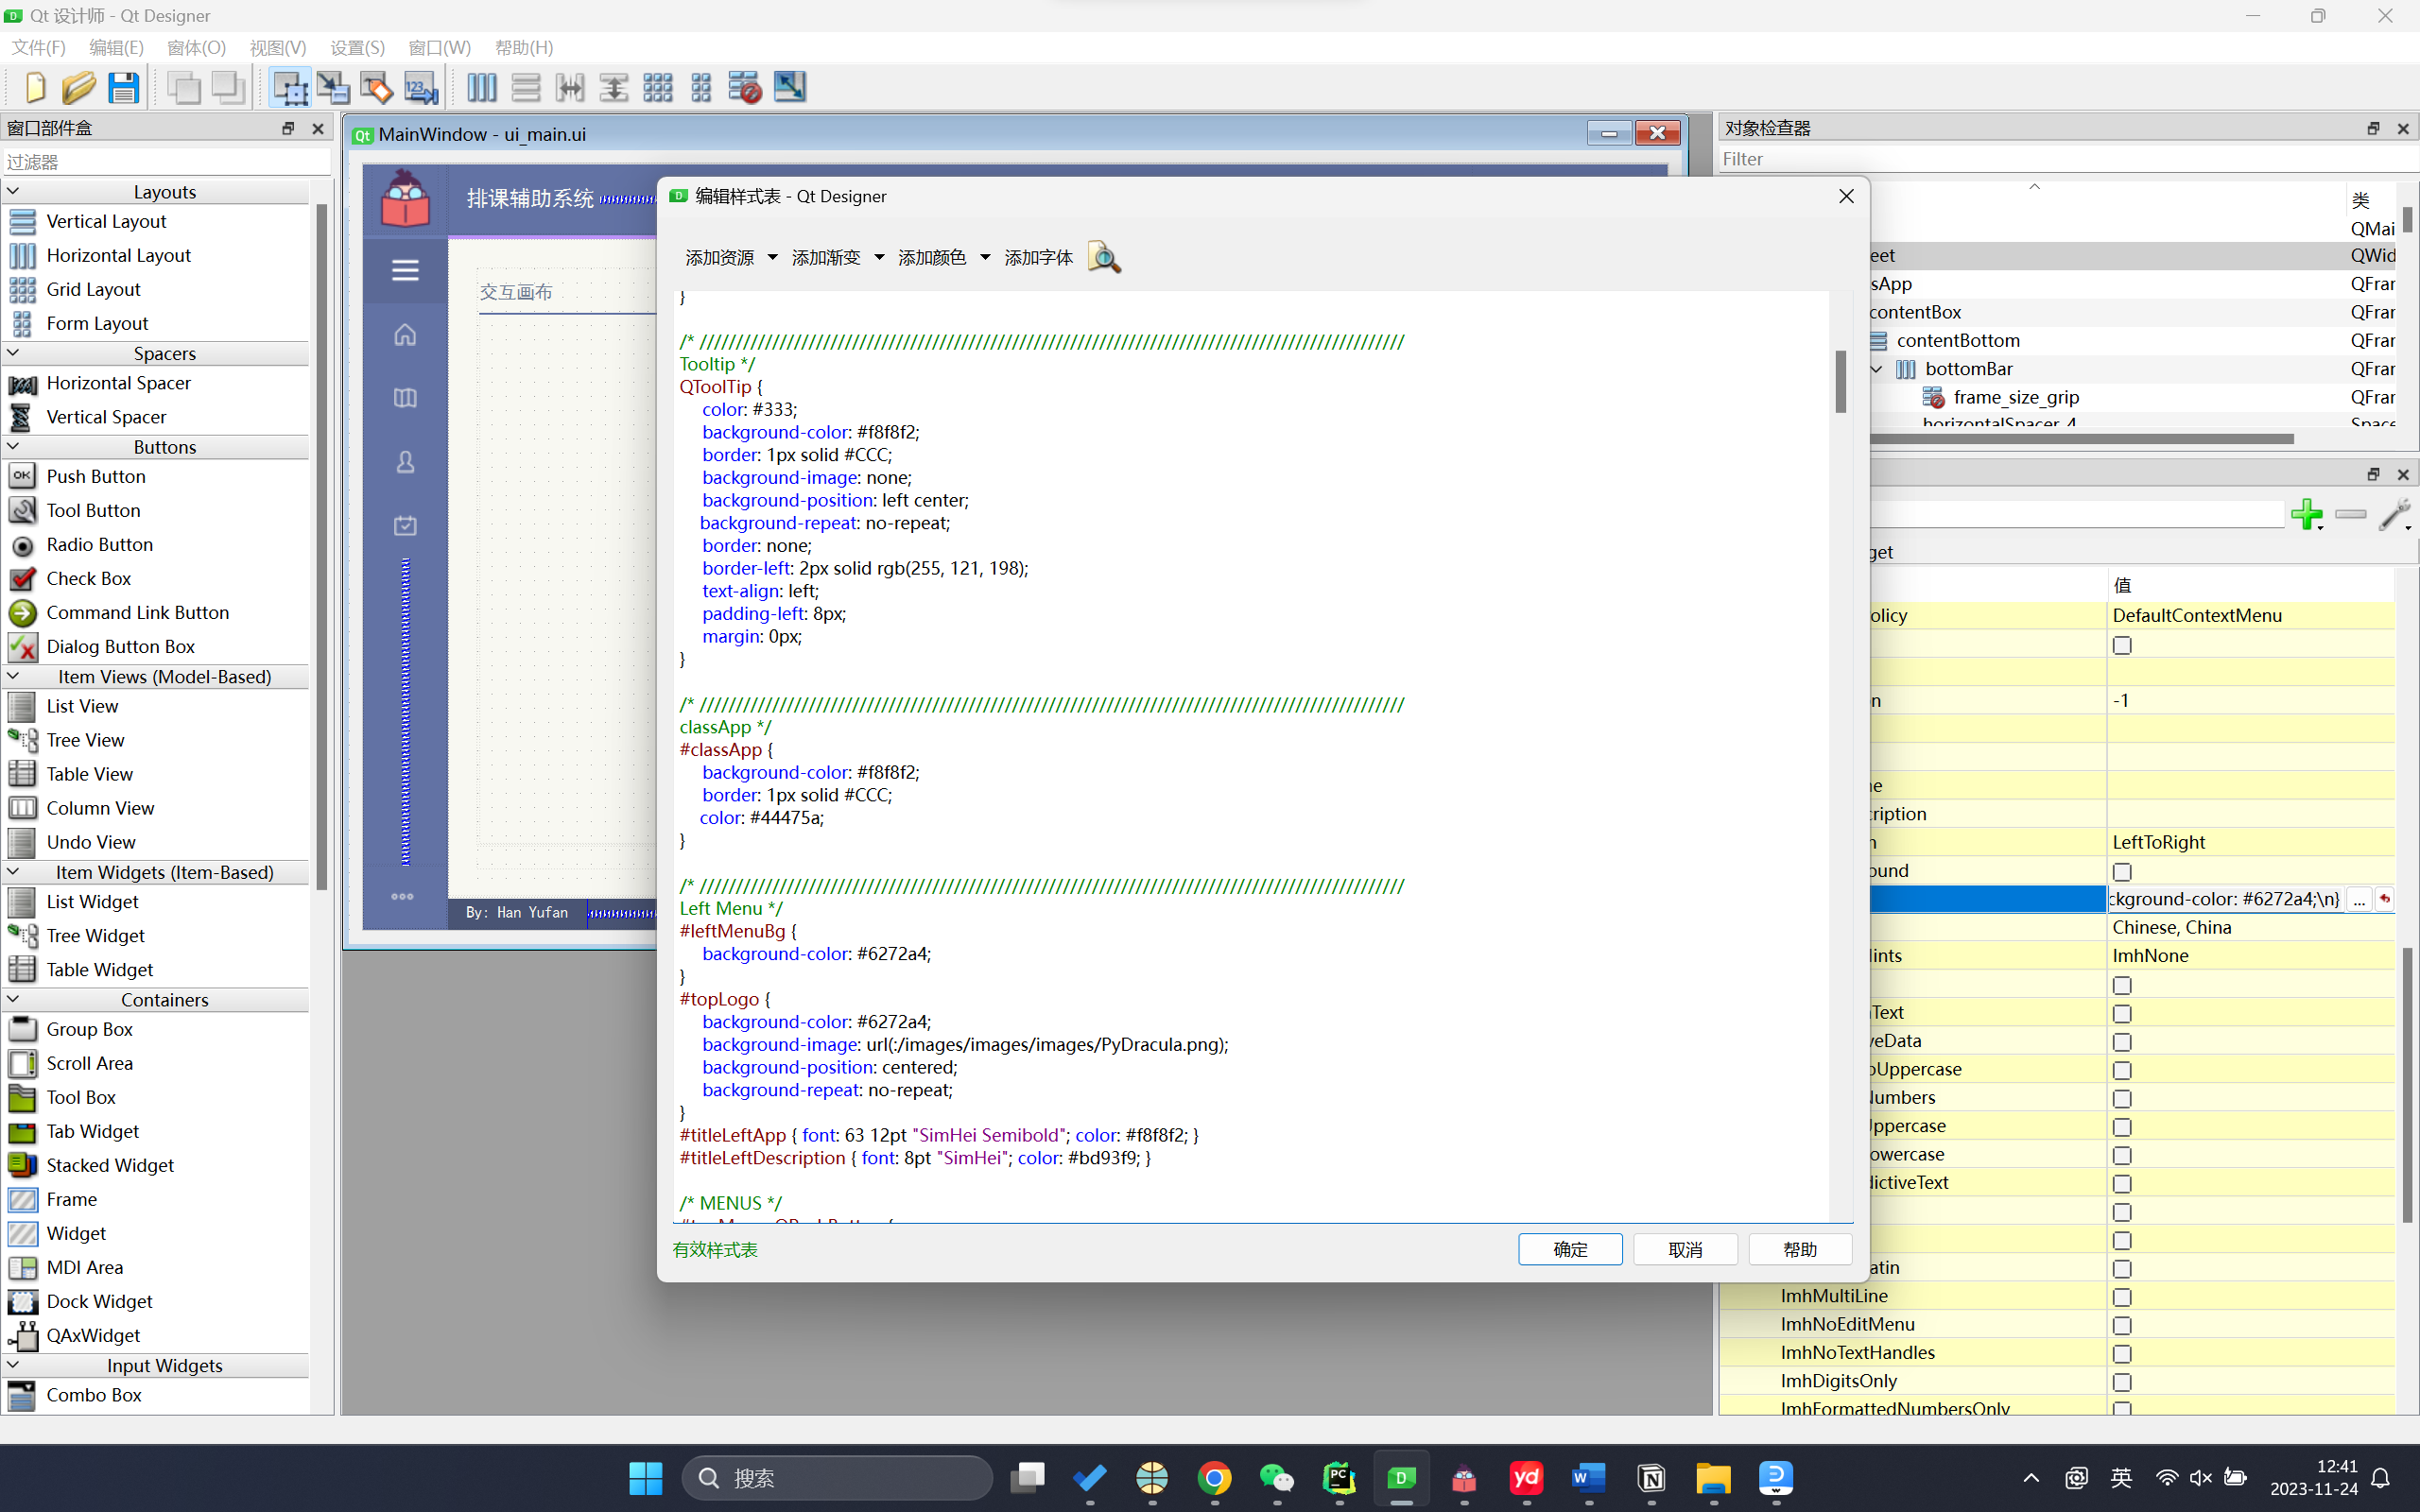 Qt 设计师 - Qt Designer
文件(F) 编辑(E) 窗体(O) 视图(V) 设置(S) 窗口(W) 帮助(H)
窗口部件盒
过滤器
Layouts
Vertical Layout
Horizontal Layout
Grid Layout
Form Layout
Spacers
Horizontal Spacer
Vertical Spacer
Buttons
Push Button
Tool Button
Radio Button
Check Box
Command Link Button
Dialog Button Box
Item Views (Model-Based)
List View
Tree View
Table View
Column View
Undo View
Item Widgets (Item-Based)
List Widget
Tree Widget
Table Widget
Containers
Group Box
Scroll Area
Tool Box
Tab Widget
Stacked Widget
Frame
Widget
MDI Area
Dock Widget
QAxWidget
Input Widgets
Combo Box
MainWindow - ui_main.ui
排课辅助系统
交互画布
By: Han Yufan
编辑样式表 - Qt Designer
添加资源 添加渐变 添加颜色 添加字体
}
/* /////////////////////////////////////////////////////////////////////////////////////////////////
Tooltip */
QToolTip {
color: #333;
background-color: #f8f8f2;
border: 1px solid #CCC;
background-image: none;
background-position: left center;
background-repeat: no-repeat;
border: none;
border-left: 2px solid rgb(255, 121, 198);
text-align: left;
padding-left: 8px;
margin: 0px;
}
/* /////////////////////////////////////////////////////////////////////////////////////////////////
classApp */
#classApp {
background-color: #f8f8f2;
border: 1px solid #CCC;
color: #44475a;
}
/* /////////////////////////////////////////////////////////////////////////////////////////////////
Left Menu */
#leftMenuBg {
background-color: #6272a4;
}
#topLogo {
background-color: #6272a4;
background-image: url(:/images/images/images/PyDracula.png);
background-position: centered;
background-repeat: no-repeat;
}
#titleLeftApp { font: 63 12pt "SimHei Semibold"; color: #f8f8f2; }
#titleLeftDescription { font: 8pt "SimHei"; color: #bd93f9; }
/* MENUS */
有效样式表
确定 取消 帮助
对象检查器
Filter
类
QMai
eet QWid
sApp QFrar
contentBox QFrar
contentBottom QFrar
bottomBar QFrar
frame_size_grip QFrar
horizontalSpacer_4 Space
get
值
olicy DefaultContextMenu
n -1
e
cription
n LeftToRight
ound
ckground-color: #6272a4;\n} ...
Chinese, China
lints ImhNone
Text
veData
oUppercase
Numbers
Uppercase
owercase
dictiveText
atin
ImhMultiLine
ImhNoEditMenu
ImhNoTextHandles
ImhDigitsOnly
ImhFormattedNumbersOnly
搜索
PC
D
yd
W
N
英
12:41
2023-11-24